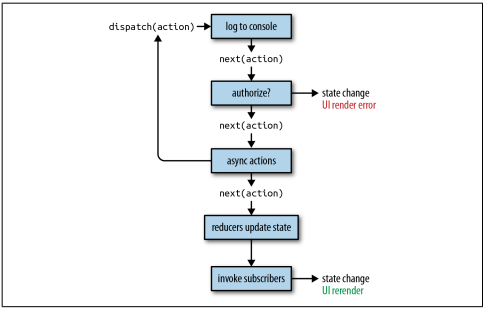 dispatch(action)
log to console
next(action)
authorize?
state change
UI render error
next(action)
async actions
next(action)
reducers update state
invoke subscribers
state change
UI rerender